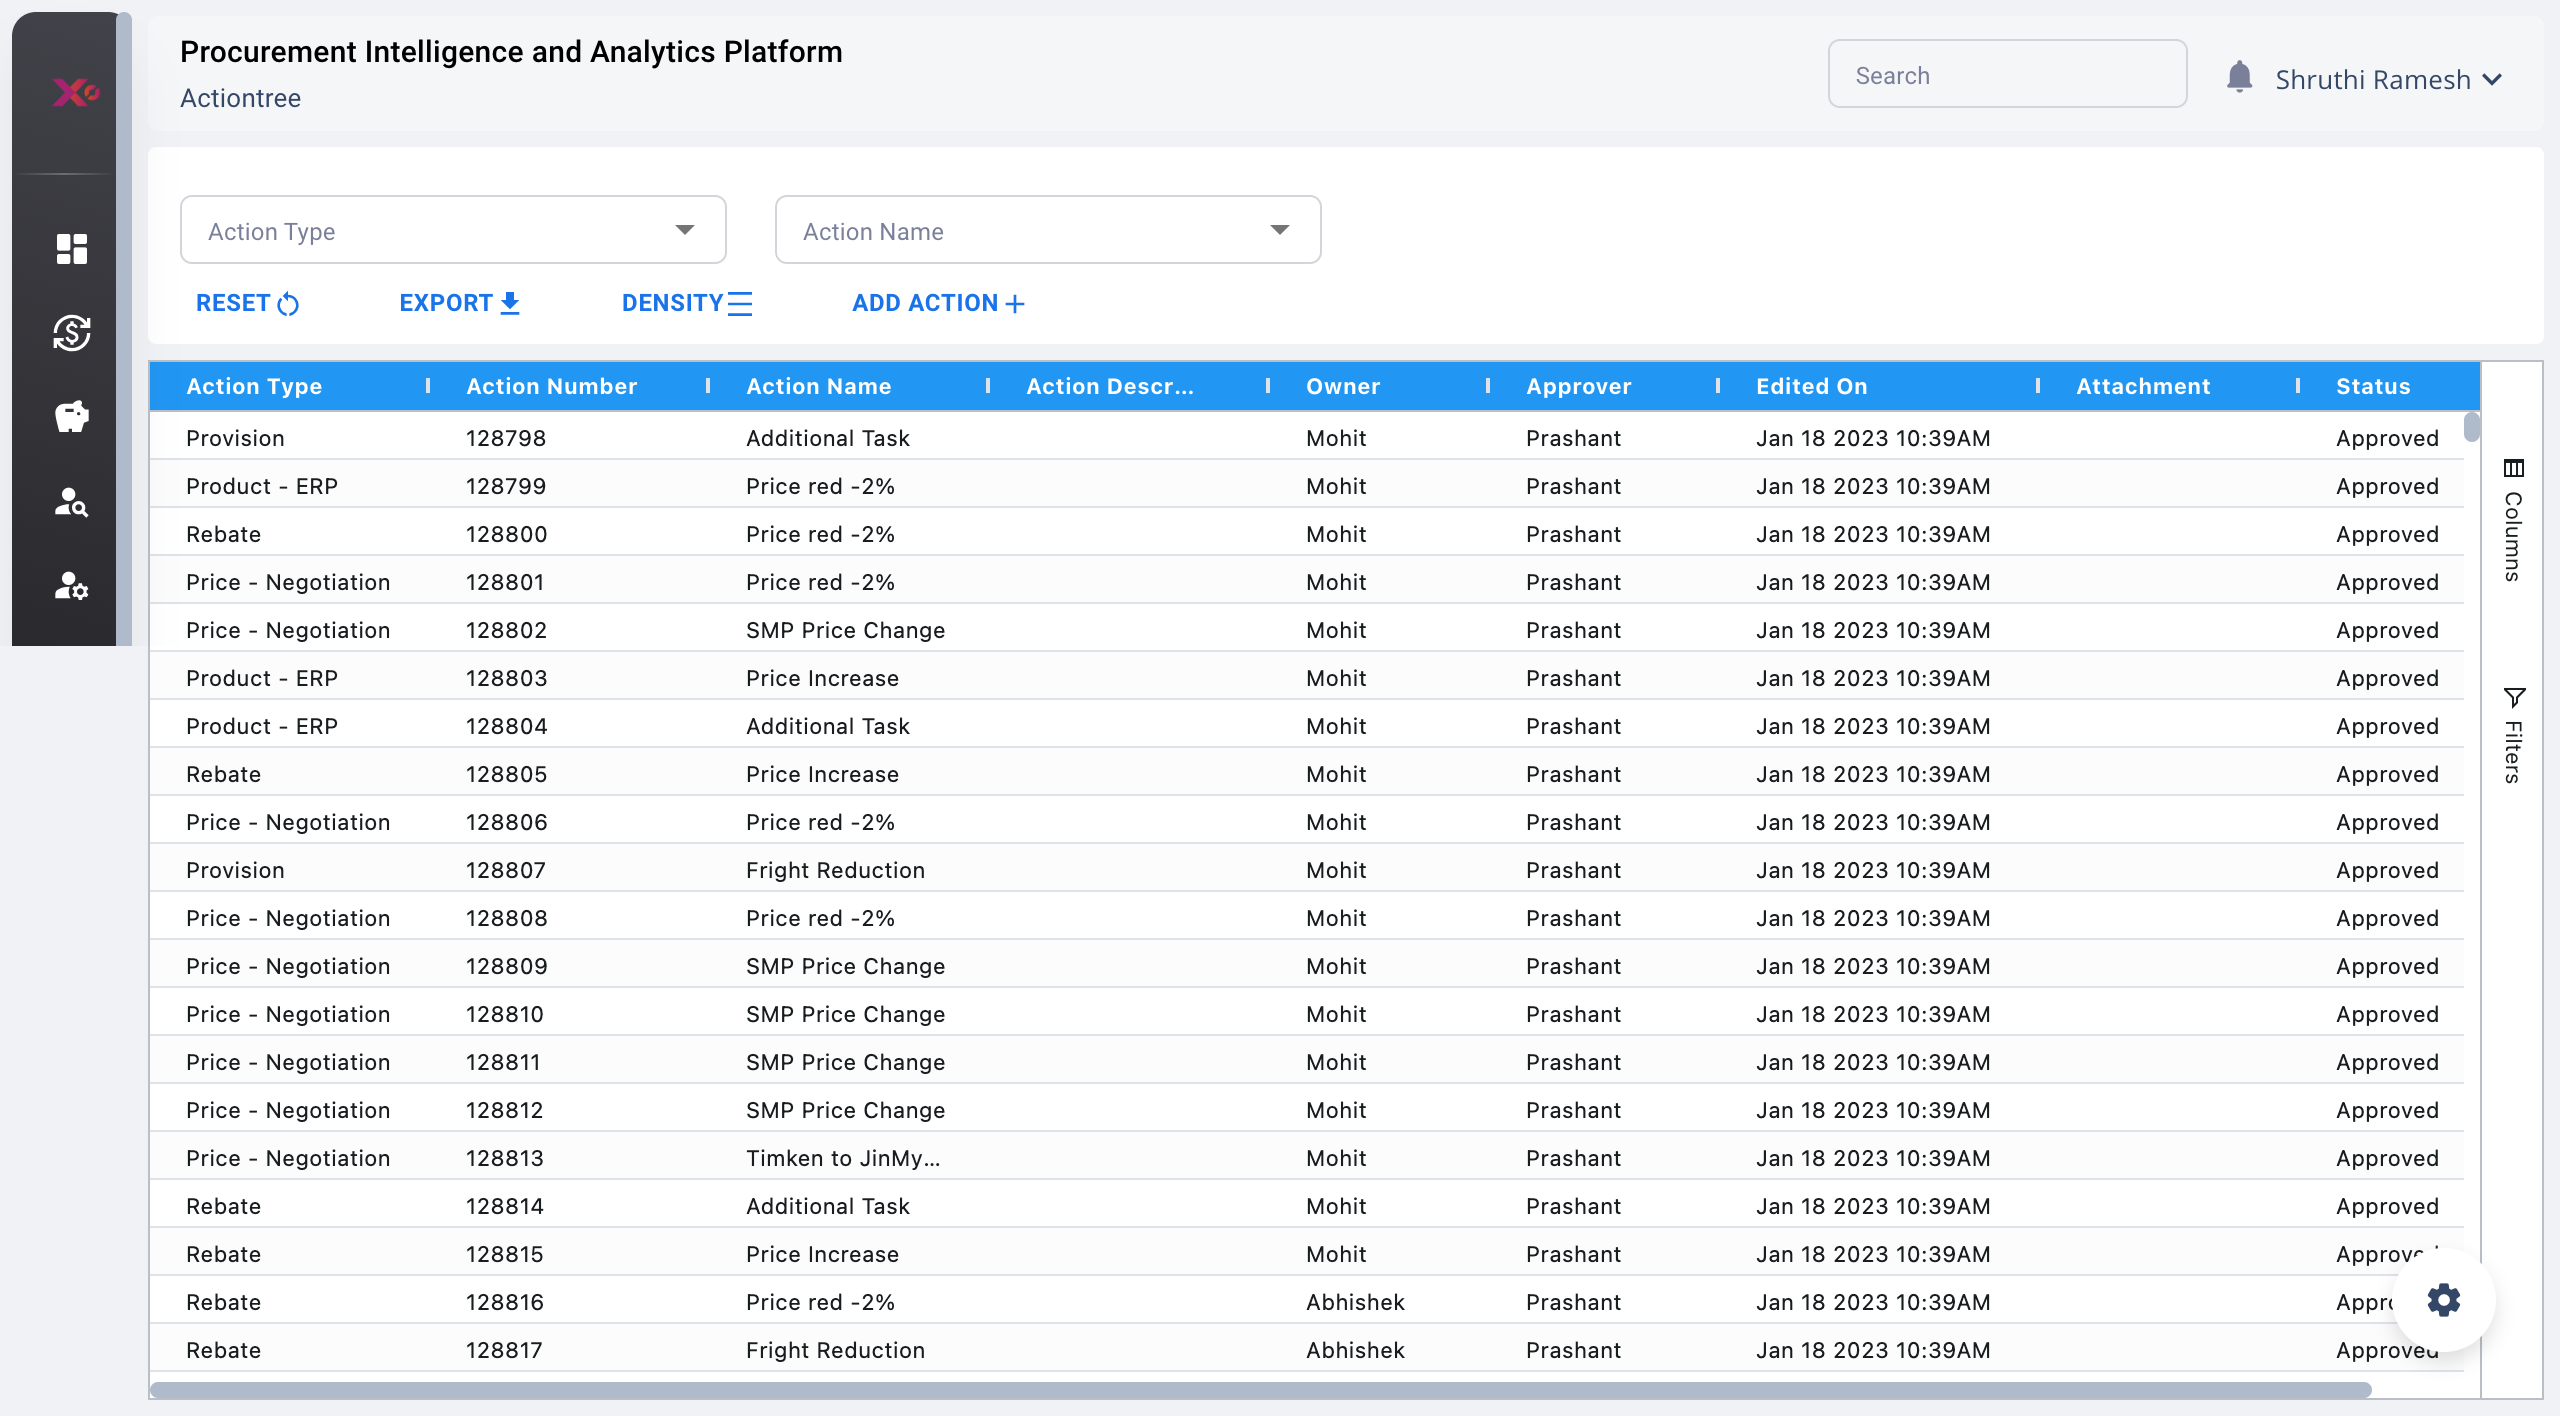 Procurement Intelligence and Analytics Platform
Actiontree
Search
Shruthi Ramesh
Action Type
Action Name
RESET
EXPORT
DENSITY
ADD ACTION
Action Type Action Number Action Name Action Descr... Owner Approver Edited On Attachment Status
Provision 128798 Additional Task Mohit Prashant Jan 18 2023 10:39AM Approved
Product - ERP 128799 Price red -2% Mohit Prashant Jan 18 2023 10:39AM Approved
Rebate 128800 Price red -2% Mohit Prashant Jan 18 2023 10:39AM Approved
Price - Negotiation 128801 Price red -2% Mohit Prashant Jan 18 2023 10:39AM Approved
Price - Negotiation 128802 SMP Price Change Mohit Prashant Jan 18 2023 10:39AM Approved
Product - ERP 128803 Price Increase Mohit Prashant Jan 18 2023 10:39AM Approved
Product - ERP 128804 Additional Task Mohit Prashant Jan 18 2023 10:39AM Approved
Rebate 128805 Price Increase Mohit Prashant Jan 18 2023 10:39AM Approved
Price - Negotiation 128806 Price red -2% Mohit Prashant Jan 18 2023 10:39AM Approved
Provision 128807 Fright Reduction Mohit Prashant Jan 18 2023 10:39AM Approved
Price - Negotiation 128808 Price red -2% Mohit Prashant Jan 18 2023 10:39AM Approved
Price - Negotiation 128809 SMP Price Change Mohit Prashant Jan 18 2023 10:39AM Approved
Price - Negotiation 128810 SMP Price Change Mohit Prashant Jan 18 2023 10:39AM Approved
Price - Negotiation 128811 SMP Price Change Mohit Prashant Jan 18 2023 10:39AM Approved
Price - Negotiation 128812 SMP Price Change Mohit Prashant Jan 18 2023 10:39AM Approved
Price - Negotiation 128813 Timken to JinMy... Mohit Prashant Jan 18 2023 10:39AM Approved
Rebate 128814 Additional Task Mohit Prashant Jan 18 2023 10:39AM Approved
Rebate 128815 Price Increase Mohit Prashant Jan 18 2023 10:39AM Approved
Rebate 128816 Price red -2% Abhishek Prashant Jan 18 2023 10:39AM Appr
Rebate 128817 Fright Reduction Abhishek Prashant Jan 18 2023 10:39AM Approved
Columns
Filters